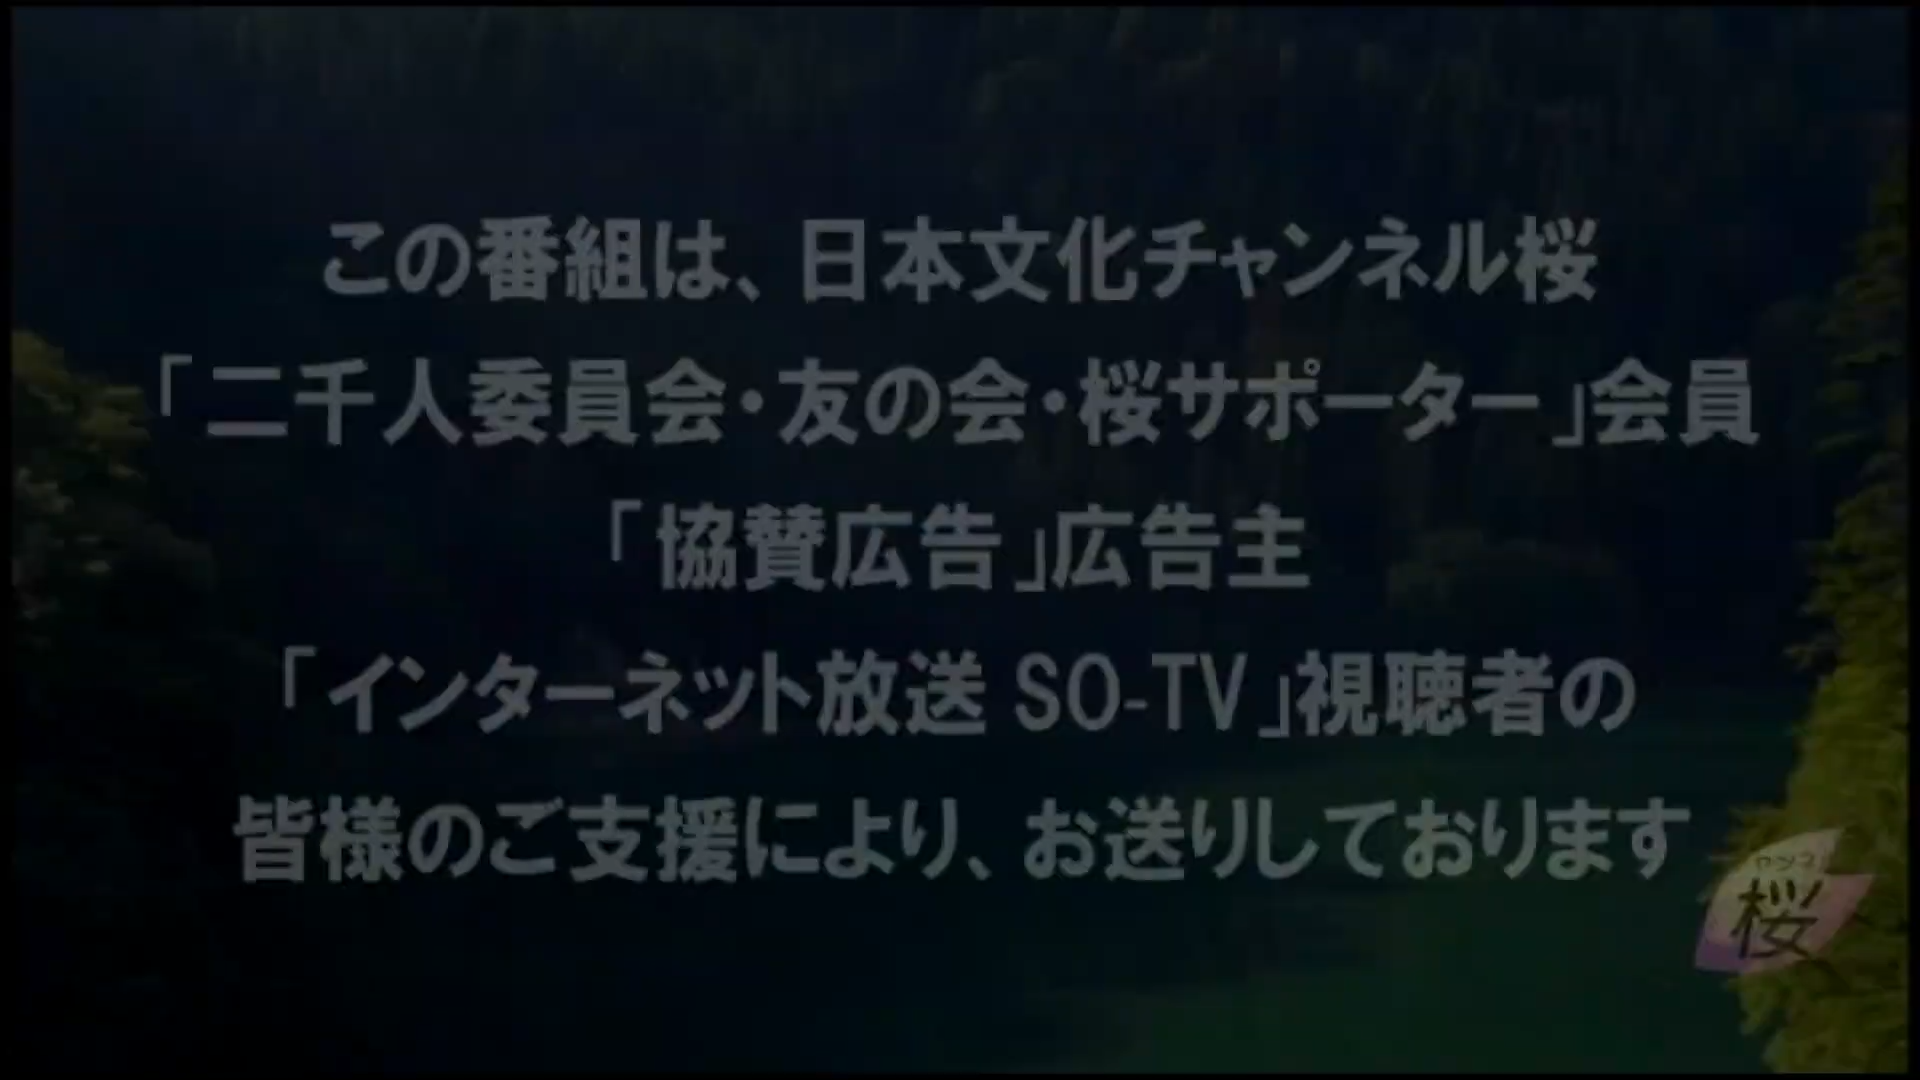 この番組は、日本文化チャンネル桜
「二千人委員会・友の会・桜サポーター」会員
「協賛広告」広告主
「インターネット放送 SO-TV」視聴者の
皆様のご支援により、お送りしております
桜